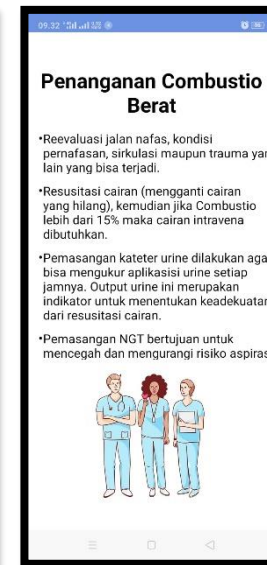 09.32
Penanganan Combustio
Berat
•Reevaluasi jalan nafas, kondisi
pernafasan, sirkulasi maupun trauma yan
lain yang bisa terjadi.
•Resusitasi cairan (mengganti cairan
yang hilang), kemudian jika Combustio
lebih dari 15% maka cairan intravena
dibutuhkan.
•Pemasangan kateter urine dilakukan aga
bisa mengukur aplikasisi urine setiap
jamnya. Output urine ini merupakan
indikator untuk menentukan keadekuatan
dari resusitasi cairan.
•Pemasangan NGT bertujuan untuk
mencegah dan mengurangi risiko aspiras